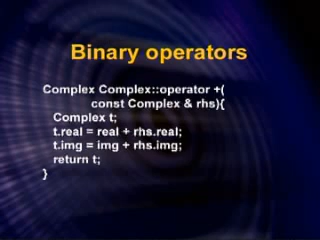 Binary operators
Complex Complex::operator +(
const Complex & rhs){
Complex t;
t.real = real + rhs.real;
t.img = img + rhs.img;
return t;
}